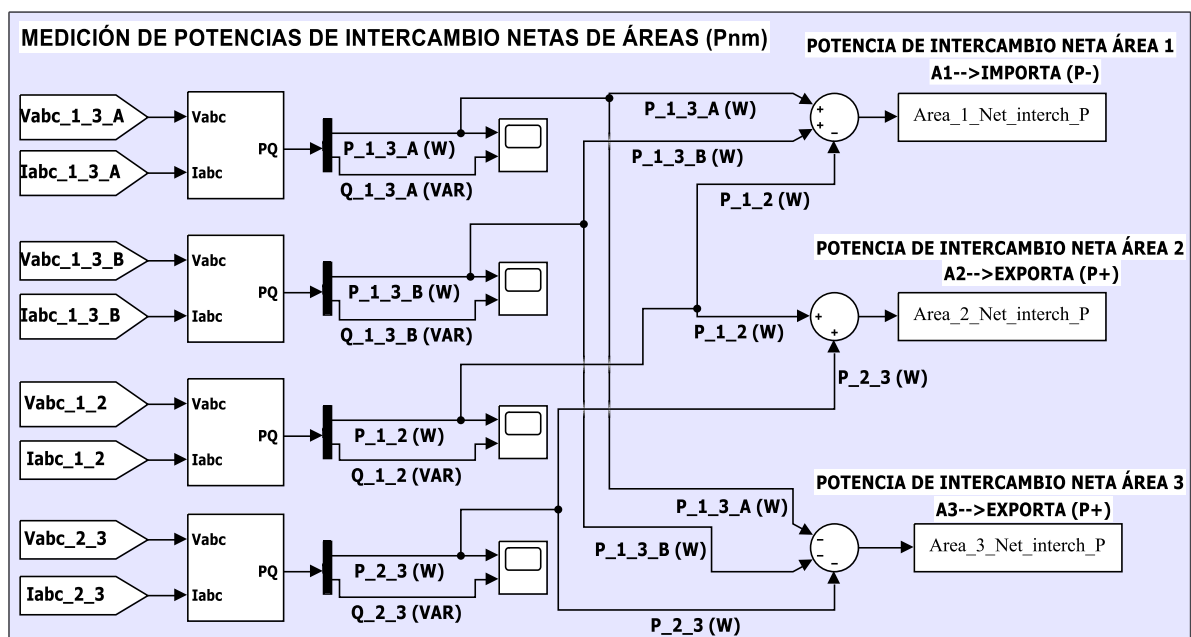 MEDICIÓN DE POTENCIAS DE INTERCAMBIO NETAS DE ÁREAS (Pnm)
POTENCIA DE INTERCAMBIO NETA ÁREA 1
A1-->IMPORTA (P-)
Vabc_1_3_A
Iabc_1_3_A
Vabc
Iabc
PQ
P_1_3_A (W)
Q_1_3_A (VAR)
P_1_3_A (W)
P_1_3_B (W)
P_1_2 (W)
+
+
−
Area_1_Net_interch_P
Vabc_1_3_B
Iabc_1_3_B
Vabc
Iabc
PQ
P_1_3_B (W)
Q_1_3_B (VAR)
POTENCIA DE INTERCAMBIO NETA ÁREA 2
A2-->EXPORTA (P+)
P_1_2 (W)
P_2_3 (W)
+
+
Area_2_Net_interch_P
Vabc_1_2
Iabc_1_2
Vabc
Iabc
PQ
P_1_2 (W)
Q_1_2 (VAR)
POTENCIA DE INTERCAMBIO NETA ÁREA 3
A3-->EXPORTA (P+)
P_1_3_A (W)
P_1_3_B (W)
P_2_3 (W)
−
−
−
Area_3_Net_interch_P
Vabc_2_3
Iabc_2_3
Vabc
Iabc
PQ
P_2_3 (W)
Q_2_3 (VAR)